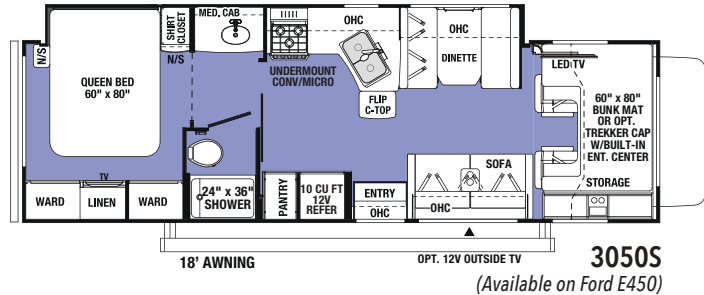 N/S
SHIRT
CLOSET
N/S
MED. CAB
QUEEN BED
60" x 80"
TV
WARD
LINEN
WARD
24" x 36"
SHOWER
UNDERMOUNT
CONV/MICRO
OHC
FLIP
C-TOP
OHC
DINETTE
PANTRY
10 CU FT
12V
REFER
ENTRY
OHC
SOFA
OHC
LED TV
60" x 80"
BUNK MAT
OR OPT.
TREKKER CAP
W/BUILT-IN
ENT. CENTER
STORAGE
18' AWNING
OPT. 12V OUTSIDE TV
3050S
(Available on Ford E450)